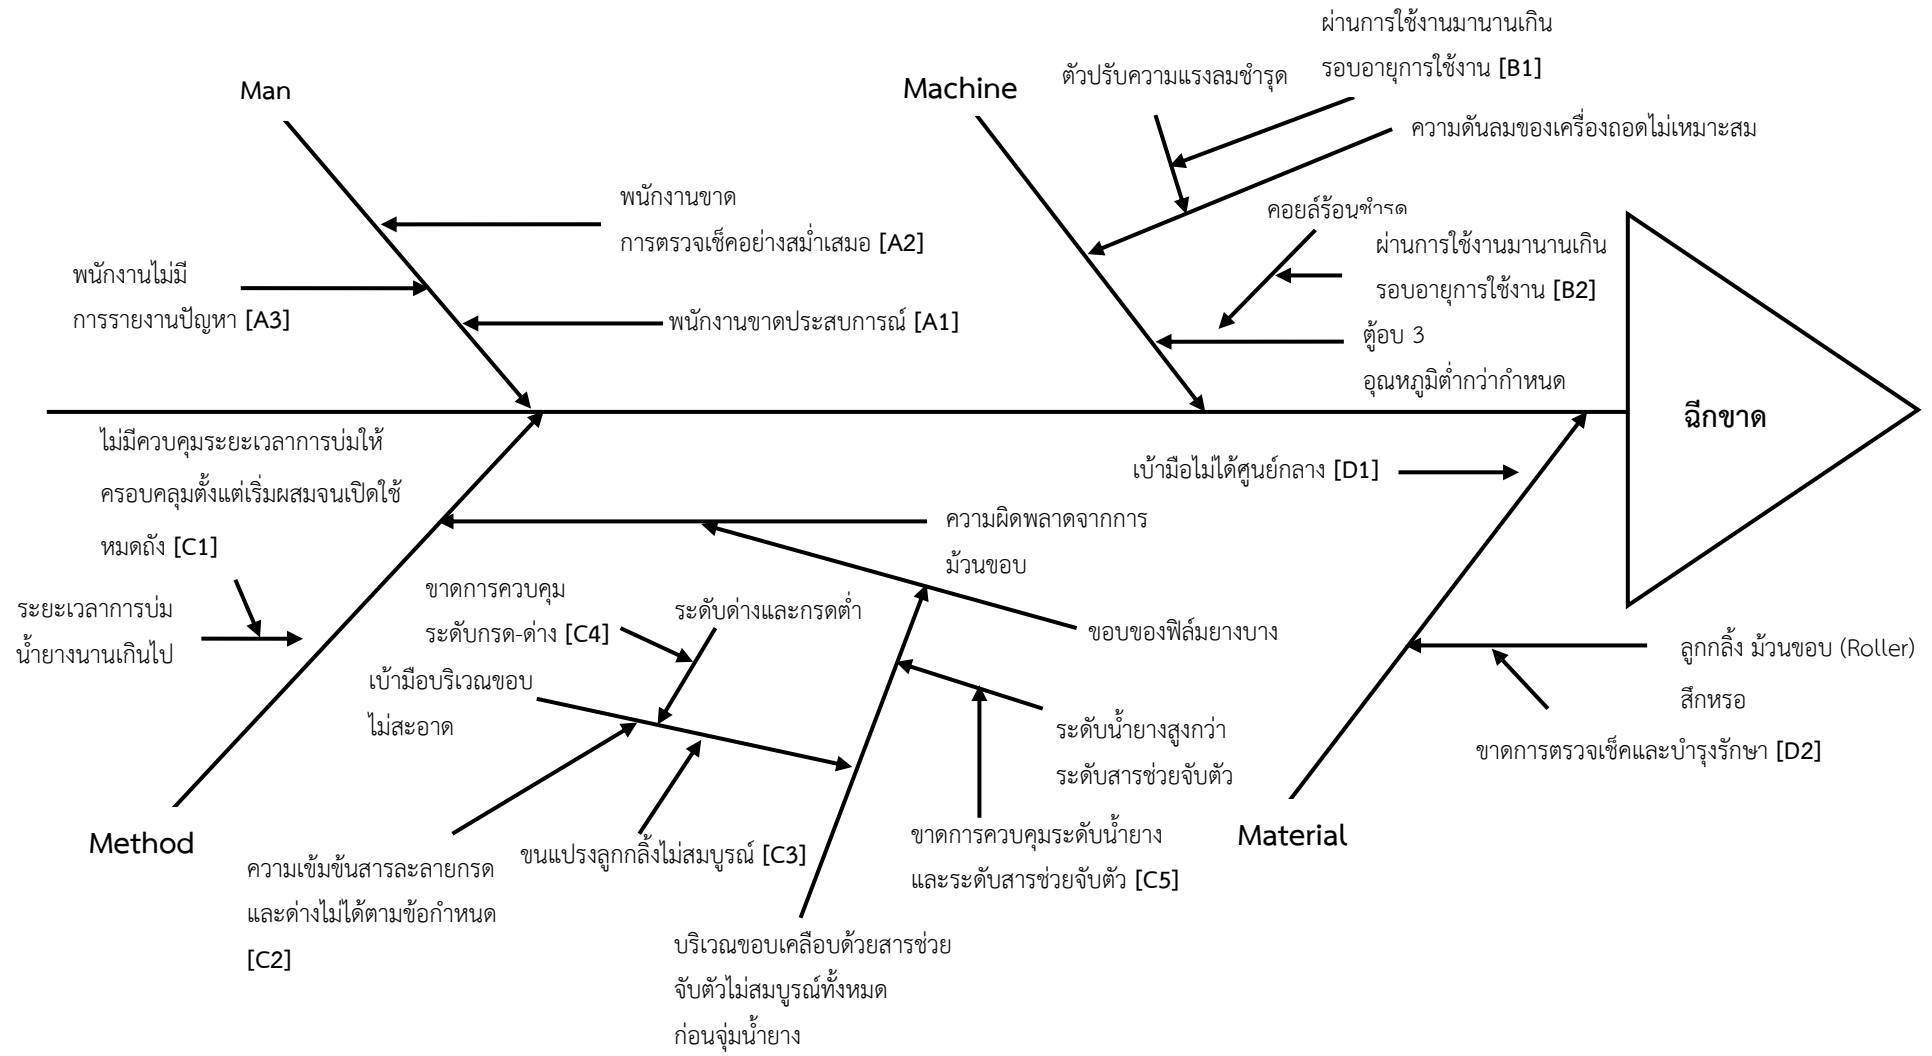 Man
พนักงานขาด
การตรวจเช็คอย่างสม่ำเสมอ [A2]
พนักงานไม่มี
การรายงานปัญหา [A3]
พนักงานขาดประสบการณ์ [A1]
Machine
ตัวปรับความแรงลมชำรุด
ผ่านการใช้งานมานานเกิน
รอบอายุการใช้งาน [B1]
ความดันลมของเครื่องถอดไม่เหมาะสม
คอยล์ร้อนชำรุด
ผ่านการใช้งานมานานเกิน
รอบอายุการใช้งาน [B2]
ตู้อบ 3
อุณหภูมิต่ำกว่ากำหนด
ฉีกขาด
ไม่มีควบคุมระยะเวลาการบ่มให้
ครอบคลุมตั้งแต่เริ่มผสมจนเปิดใช้
หมดถัง [C1]
ระยะเวลาการบ่ม
น้ำยางนานเกินไป
Method
ความผิดพลาดจากการ
ม้วนขอบ
ขอบของฟิล์มยางบาง
ขาดการควบคุม
ระดับกรด-ด่าง [C4]
ระดับด่างและกรดต่ำ
เบ้ามือบริเวณขอบ
ไม่สะอาด
ระดับน้ำยางสูงกว่า
ระดับสารช่วยจับตัว
ขาดการควบคุมระดับน้ำยาง
และระดับสารช่วยจับตัว [C5]
ขนแปรงลูกกลิ้งไม่สมบูรณ์ [C3]
ความเข้มข้นสารละลายกรด
และด่างไม่ได้ตามข้อกำหนด
[C2]
บริเวณขอบเคลือบด้วยสารช่วย
จับตัวไม่สมบูรณ์ทั้งหมด
ก่อนจุ่มน้ำยาง
เบ้ามือไม่ได้ศูนย์กลาง [D1]
ลูกกลิ้ง ม้วนขอบ (Roller)
สึกหรอ
ขาดการตรวจเช็คและบำรุงรักษา [D2]
Material